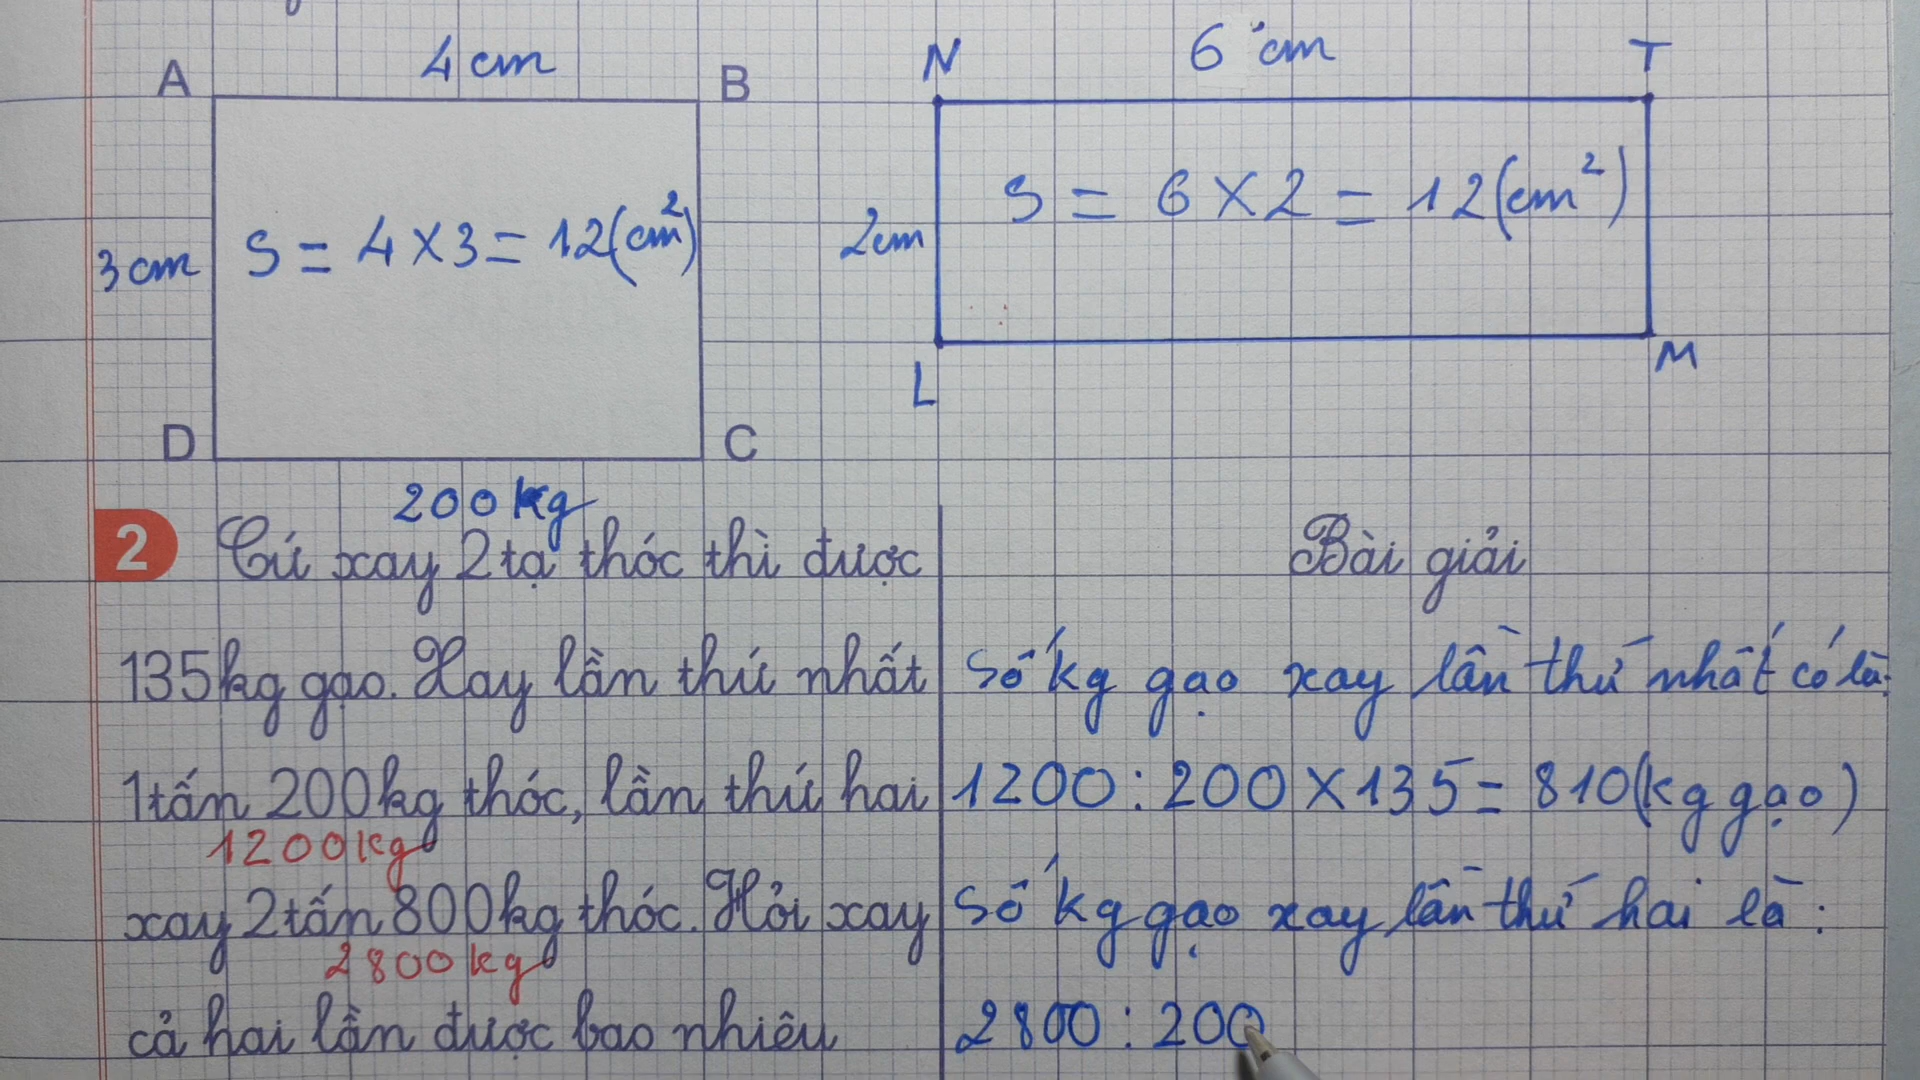 4 cm
A B
3 cm
S = 4 × 3 = 12 (cm²)
D C
6 cm
N T
2 cm
S = 6 × 2 = 12 (cm²)
L M
200 kg
2 Cứ xay 2 tạ thóc thì được
135 kg gạo. Xay lần thứ nhất
1 tấn 200 kg thóc, lần thứ hai
1200 kg
xay 2 tấn 800 kg thóc. Hỏi xay
2800 kg
cả hai lần được bao nhiêu
Bài giải
Số kg gạo xay lần thứ nhất có là:
1200 : 200 × 135 = 810 (kg gạo)
Số kg gạo xay lần thứ hai là :
2800 : 200